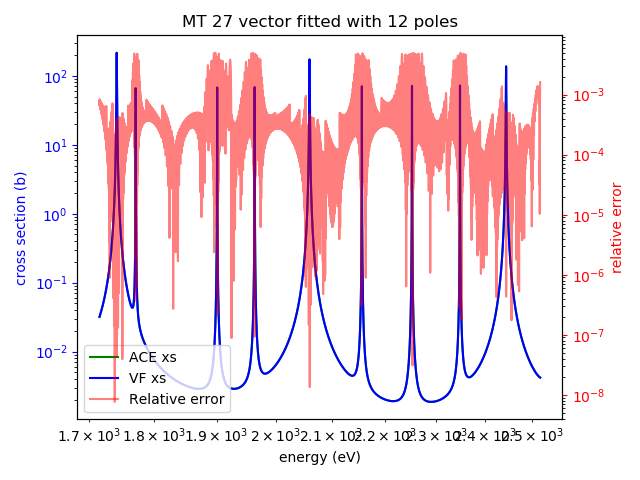 MT 27 vector fitted with 12 poles
cross section (b)
10²
10¹
10⁰
10⁻¹
10⁻²
10⁻³
10⁻⁴
10⁻⁵
10⁻⁶
10⁻⁷
10⁻⁸
relative error
ACE xs
VF xs
Relative error
1.7 × 10³ 1.8 × 10³ 1.9 × 10³ 2 × 10³ 2.1 × 10³ 2.2 × 10³ 2.3 × 10³ 2.4 × 10³ 2.5 × 10³
energy (eV)